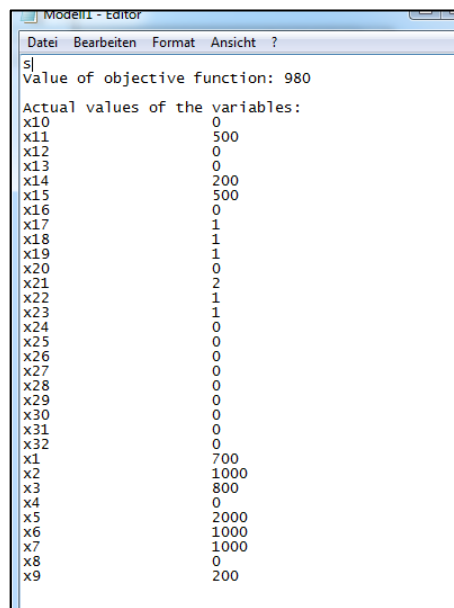 Modell1 - Editor
Datei Bearbeiten Format Ansicht ?
s
Value of objective function: 980
Actual values of the variables:
x10 0
x11 500
x12 0
x13 0
x14 200
x15 500
x16 0
x17 1
x18 1
x19 1
x20 0
x21 2
x22 1
x23 1
x24 0
x25 0
x26 0
x27 0
x28 0
x29 0
x30 0
x31 0
x32 0
x1 700
x2 1000
x3 800
x4 0
x5 2000
x6 1000
x7 1000
x8 0
x9 200